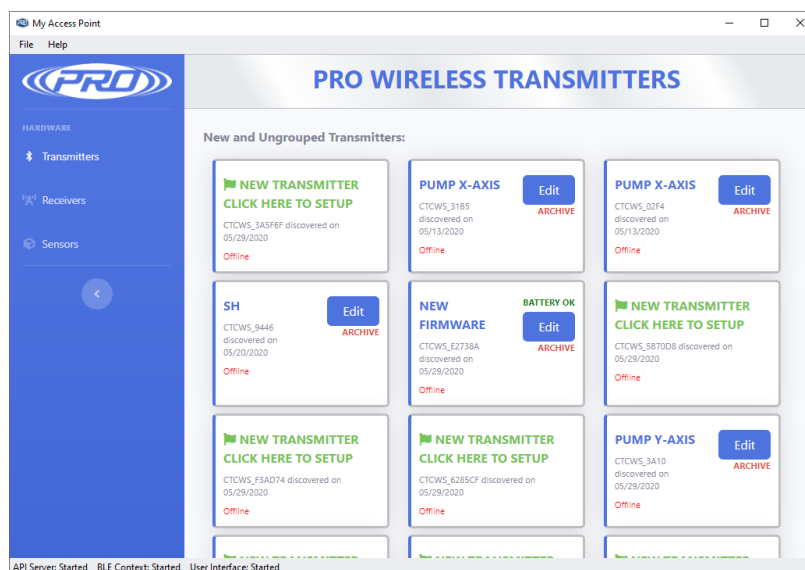 My Access Point
File Help
PRO
PRO WIRELESS TRANSMITTERS
HARDWARE
Transmitters
Receivers
Sensors
New and Ungrouped Transmitters:
NEW TRANSMITTER
CLICK HERE TO SETUP
CTCWS_3A5F6F discovered on
05/29/2020
Offline
PUMP X-AXIS
Edit
ARCHIVE
CTCWS_31B5
discovered on
05/13/2020
Offline
PUMP X-AXIS
Edit
ARCHIVE
CTCWS_02F4
discovered on
05/13/2020
Offline
SH
Edit
ARCHIVE
CTCWS_9446
discovered on
05/20/2020
Offline
NEW
FIRMWARE
BATTERY OK
Edit
ARCHIVE
CTCWS_E2738A
discovered on
05/29/2020
Offline
NEW TRANSMITTER
CLICK HERE TO SETUP
CTCWS_5B70D8 discovered on
05/29/2020
Offline
NEW TRANSMITTER
CLICK HERE TO SETUP
CTCWS_F3AD74 discovered on
05/29/2020
Offline
NEW TRANSMITTER
CLICK HERE TO SETUP
CTCWS_6285CF discovered on
05/29/2020
Offline
PUMP Y-AXIS
Edit
ARCHIVE
CTCWS_3A10
discovered on
05/29/2020
Offline
API Server: Started BLE Context: Started User Interface: Started